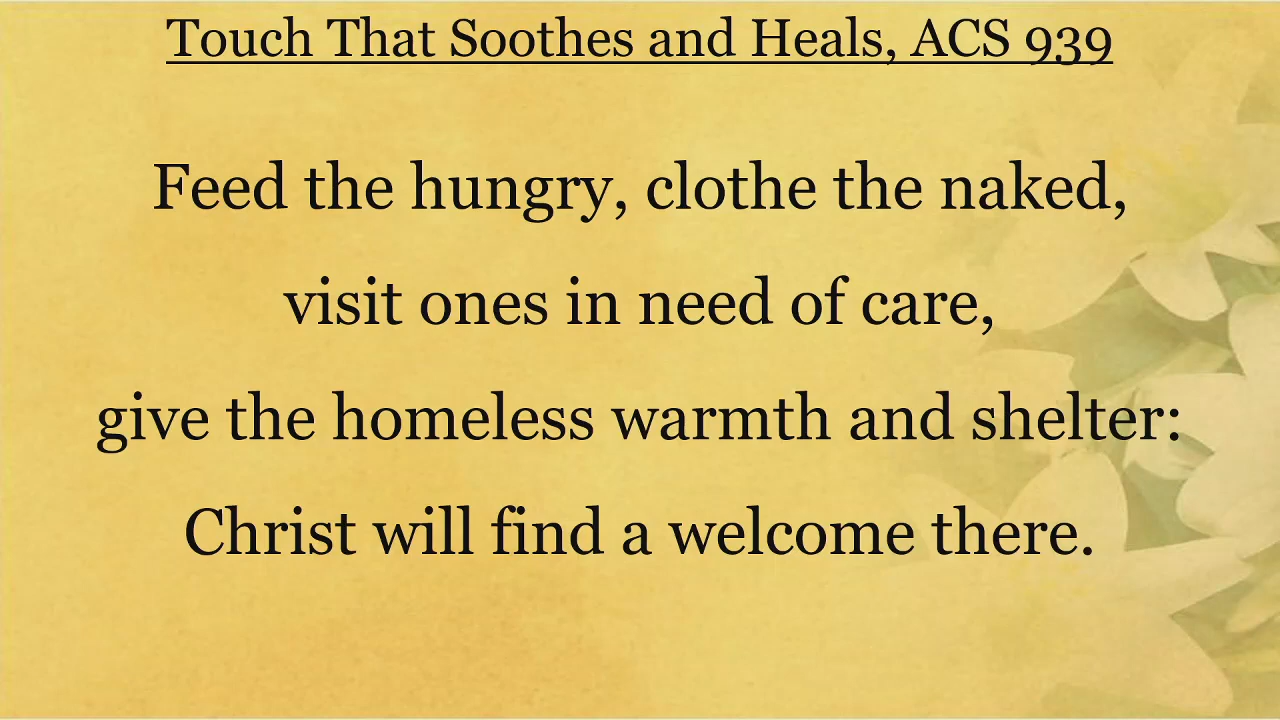 Touch That Soothes and Heals, ACS 939
Feed the hungry, clothe the naked,
visit ones in need of care,
give the homeless warmth and shelter:
Christ will find a welcome there.